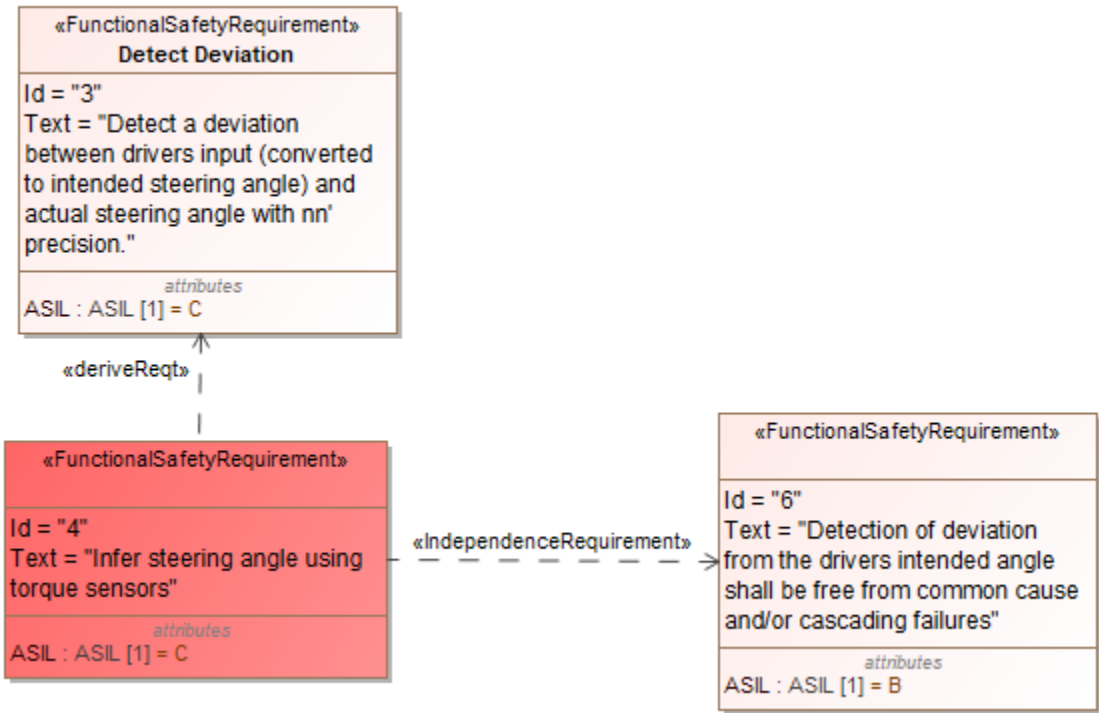 «FunctionalSafetyRequirement»
Detect Deviation
Id = "3"
Text = "Detect a deviation
between drivers input (converted
to intended steering angle) and
actual steering angle with nn'
precision."
attributes
ASIL : ASIL [1] = C
«deriveReqt»
«FunctionalSafetyRequirement»
Id = "4"
Text = "Infer steering angle using
torque sensors"
attributes
ASIL : ASIL [1] = C
«IndependenceRequirement»
«FunctionalSafetyRequirement»
Id = "6"
Text = "Detection of deviation
from the drivers intended angle
shall be free from common cause
and/or cascading failures"
attributes
ASIL : ASIL [1] = B